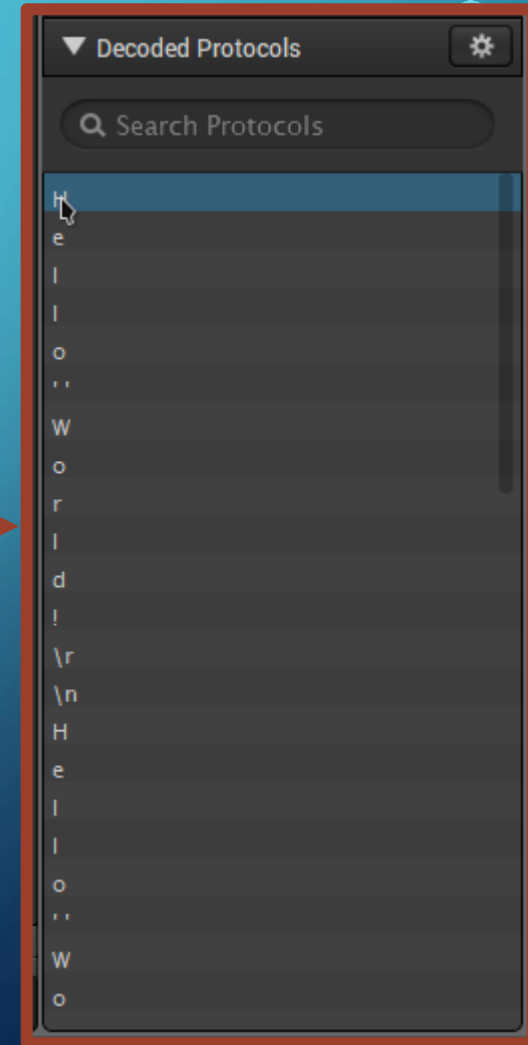 Decoded Protocols
Search Protocols
H
e
l
l
o
' '
W
o
r
l
d
!
\r
\n
H
e
l
l
o
' '
W
o